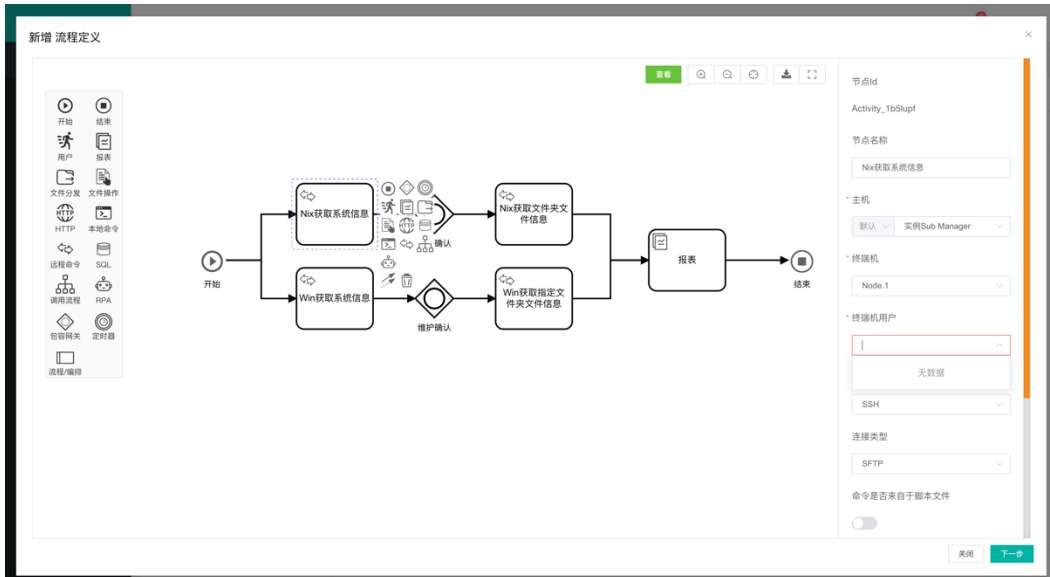 新增 流程定义
查看
开始
结束
用户
报表
文件分发
文件操作
HTTP
本地命令
远程命令
SQL
调用流程
RPA
包容网关
定时器
流程/编排
开始
Nix获取系统信息
HTTP
确认
Nix获取文件夹文
件信息
Win获取系统信息
维护确认
Win获取指定文
件夹文件信息
报表
结束
节点Id
Activity_1b5lupf
节点名称
Nix获取系统信息
* 主机
默认
实例Sub Manager
* 终端机
Node.1
* 终端机用户
无数据
SSH
连接类型
SFTP
命令是否来自于脚本文件
关闭
下一步